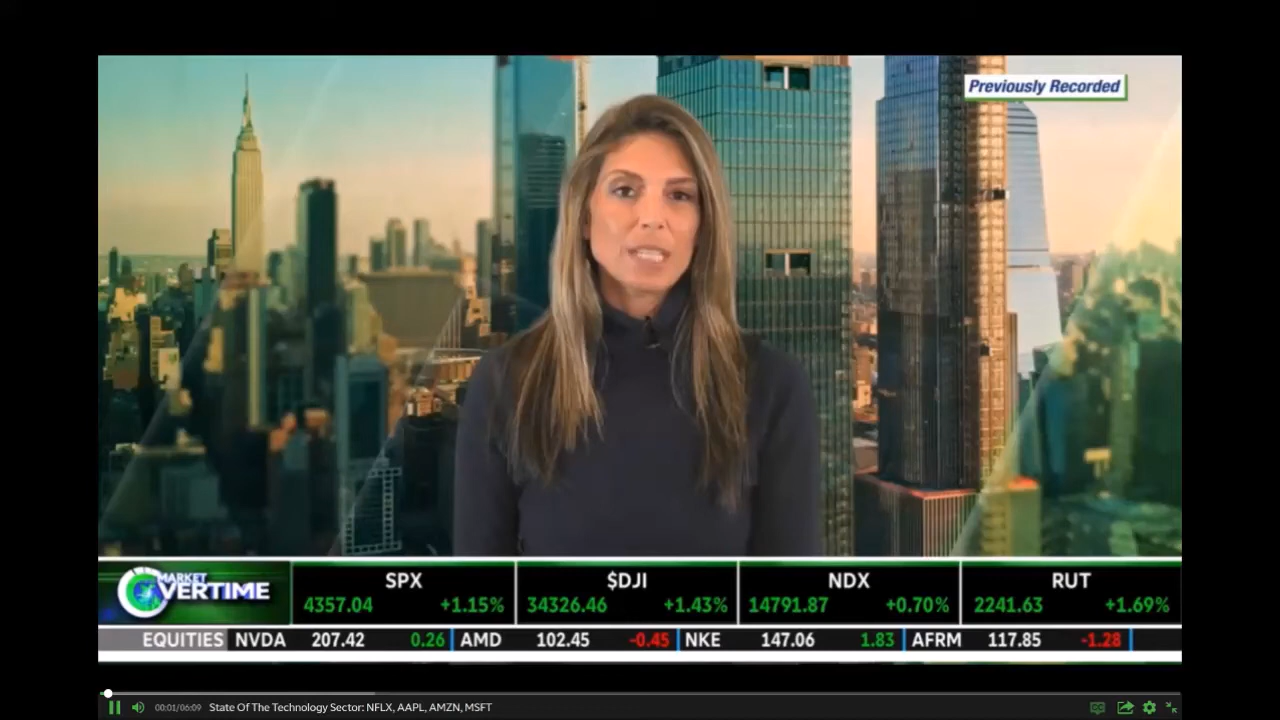 Previously Recorded
MARKET
OVERTIME
SPX
4357.04 +1.15%
$DJI
34326.46 +1.43%
NDX
14791.87 +0.70%
RUT
2241.63 +1.69%
EQUITIES NVDA 207.42 0.26 AMD 102.45 -0.45 NKE 147.06 1.83 AFRM 117.85 -1.28
00:01/06:09 State Of The Technology Sector: NFLX, AAPL, AMZN, MSFT
CC